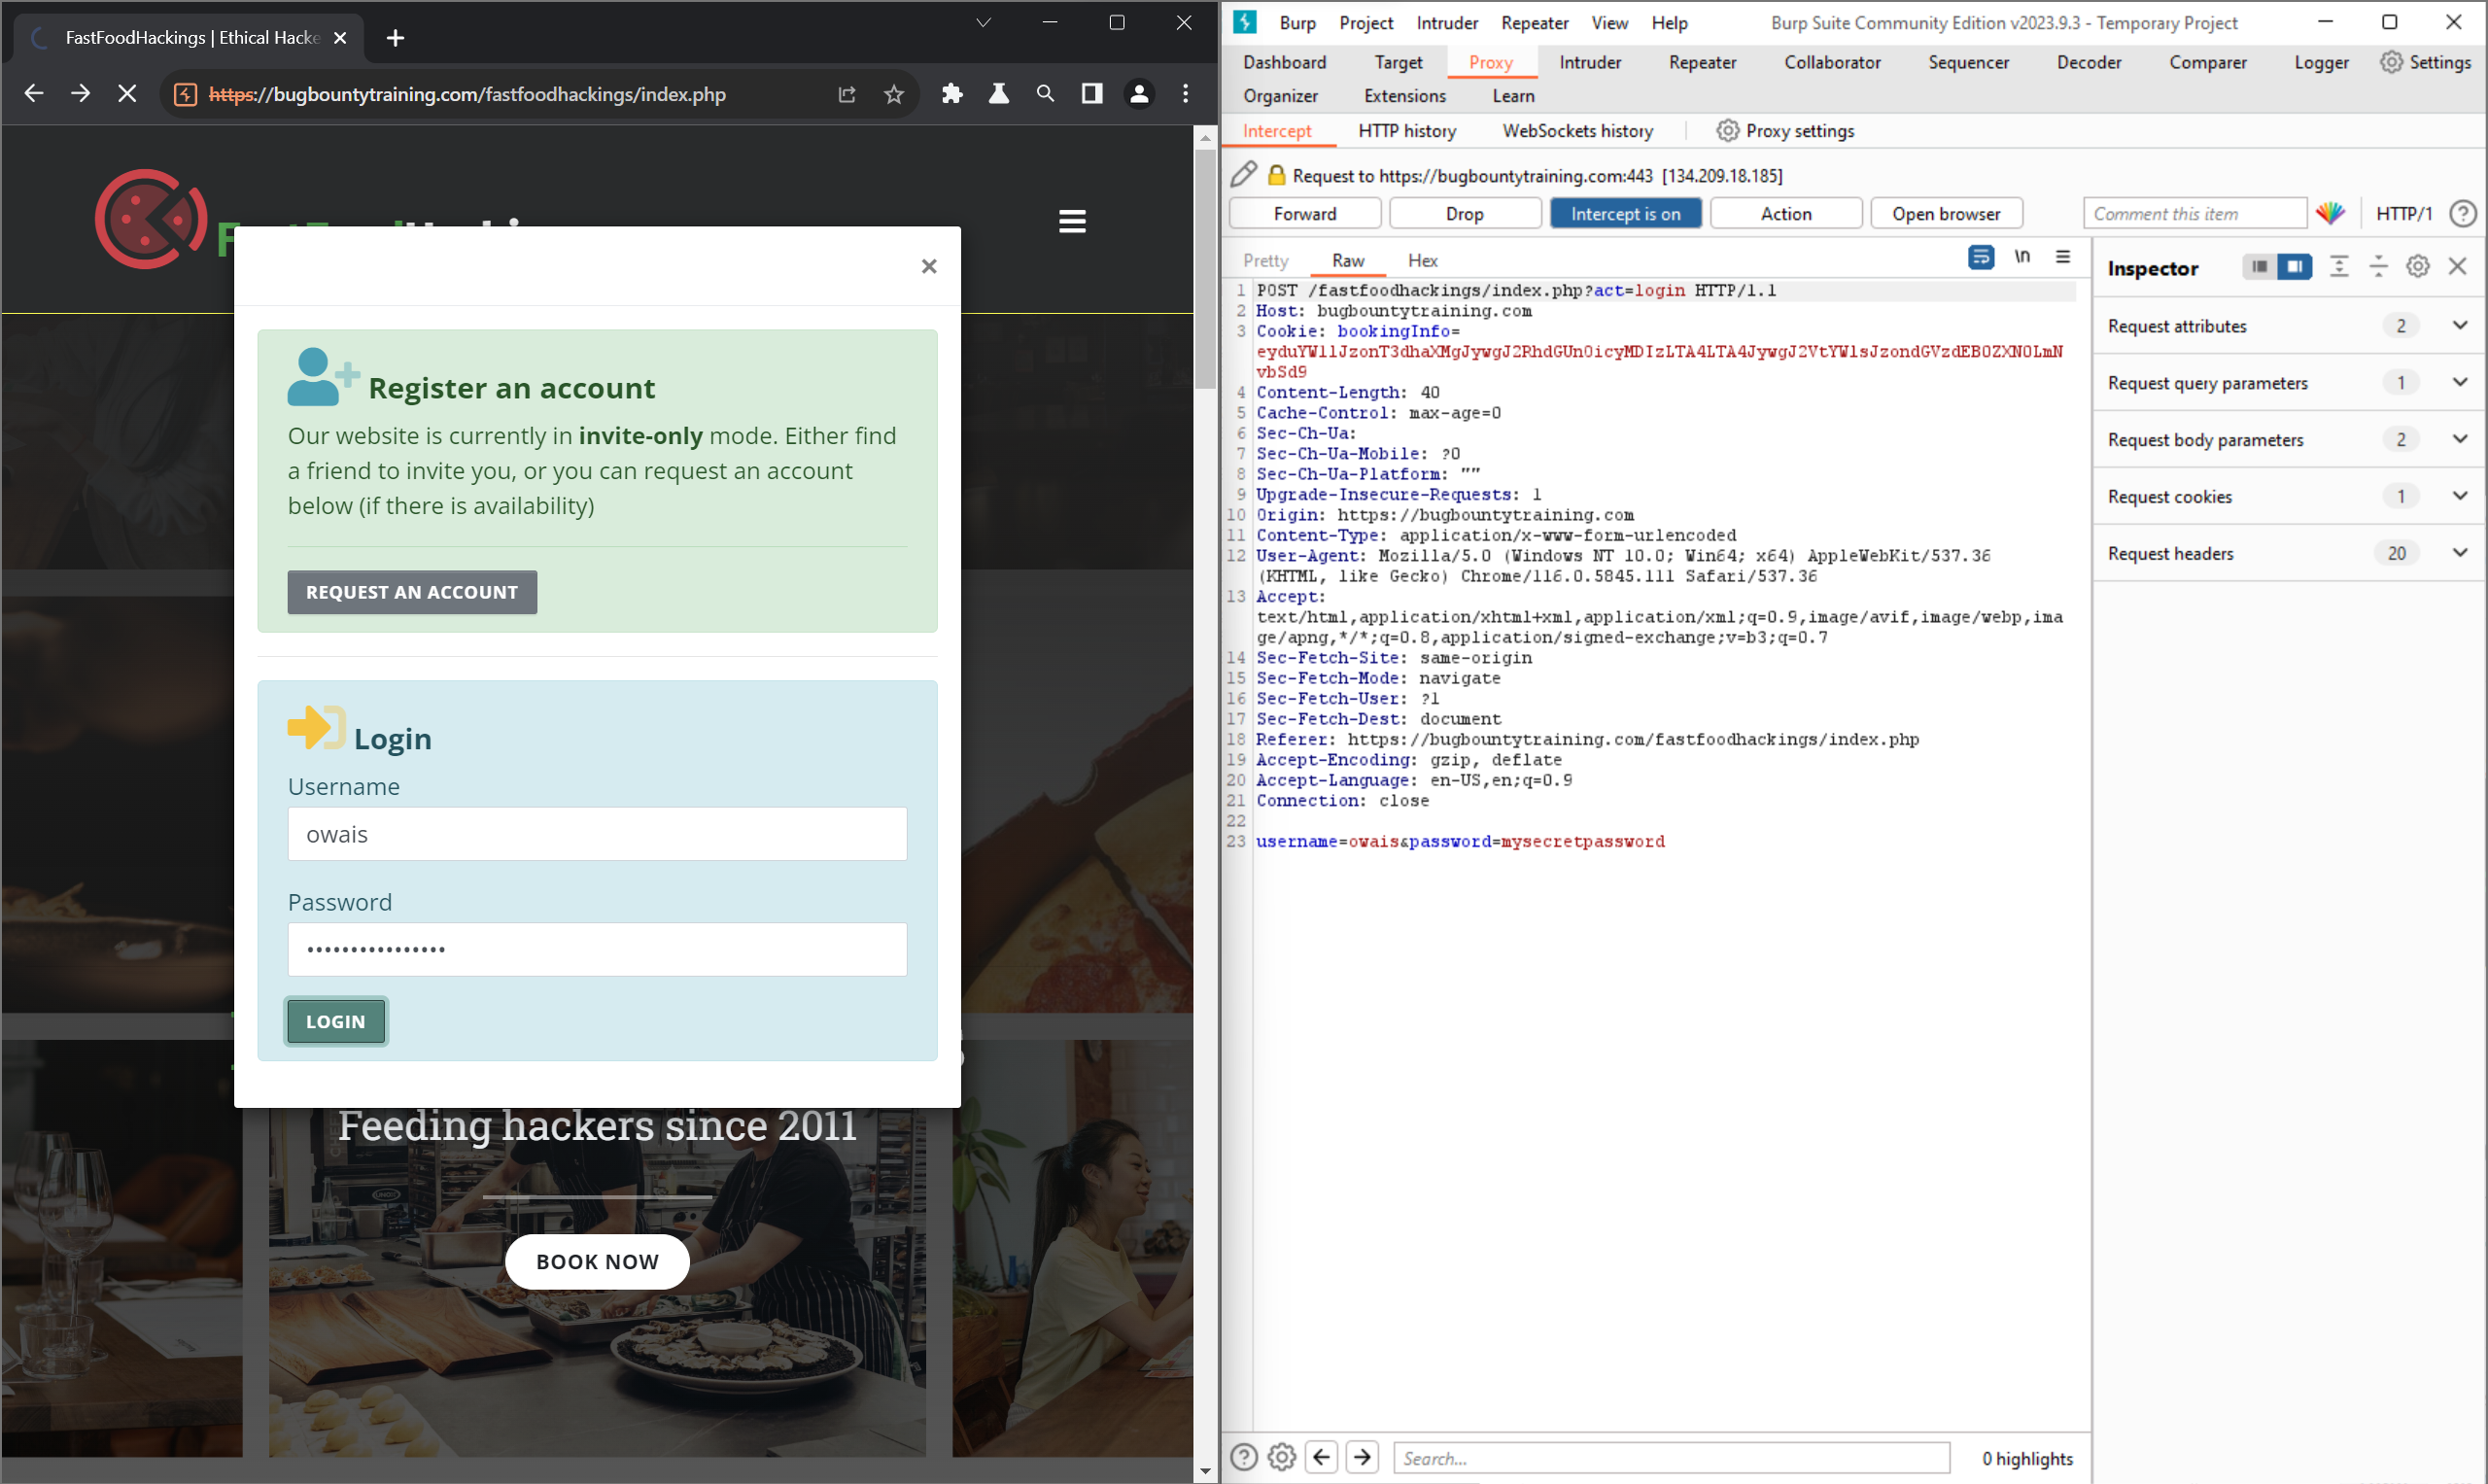 FastFoodHackings | Ethical Hacke
https://bugbountytraining.com/fastfoodhackings/index.php
Register an account
Our website is currently in invite-only mode. Either find
a friend to invite you, or you can request an account
below (if there is availability)
REQUEST AN ACCOUNT
Login
Username
owais
Password
••••••••••••••••
LOGIN
Feeding hackers since 2011
BOOK NOW
Burp Project Intruder Repeater View Help Burp Suite Community Edition v2023.9.3 - Temporary Project
Dashboard Target Proxy Intruder Repeater Collaborator Sequencer Decoder Comparer Logger Settings
Organizer Extensions Learn
Intercept HTTP history WebSockets history Proxy settings
Request to https://bugbountytraining.com:443 [134.209.18.185]
Forward Drop Intercept is on Action Open browser Comment this item HTTP/1
Pretty Raw Hex \n
1 POST /fastfoodhackings/index.php?act=login HTTP/1.1
2 Host: bugbountytraining.com
3 Cookie: bookingInfo=
eyduYW1lJzonT3dhaXMgJywgJ2RhdGUnOicyMDIzLTA4LTA4JywgJ2VtYWlsJzondGVzdEB0ZXN0LmN
vbSd9
4 Content-Length: 40
5 Cache-Control: max-age=0
6 Sec-Ch-Ua:
7 Sec-Ch-Ua-Mobile: ?0
8 Sec-Ch-Ua-Platform: ""
9 Upgrade-Insecure-Requests: 1
10 Origin: https://bugbountytraining.com
11 Content-Type: application/x-www-form-urlencoded
12 User-Agent: Mozilla/5.0 (Windows NT 10.0; Win64; x64) AppleWebKit/537.36
(KHTML, like Gecko) Chrome/116.0.5845.111 Safari/537.36
13 Accept:
text/html,application/xhtml+xml,application/xml;q=0.9,image/avif,image/webp,ima
ge/apng,*/*;q=0.8,application/signed-exchange;v=b3;q=0.7
14 Sec-Fetch-Site: same-origin
15 Sec-Fetch-Mode: navigate
16 Sec-Fetch-User: ?1
17 Sec-Fetch-Dest: document
18 Referer: https://bugbountytraining.com/fastfoodhackings/index.php
19 Accept-Encoding: gzip, deflate
20 Accept-Language: en-US,en;q=0.9
21 Connection: close
22
23 username=owais&password=mysecretpassword
Inspector
Request attributes 2
Request query parameters 1
Request body parameters 2
Request cookies 1
Request headers 20
Search...
0 highlights